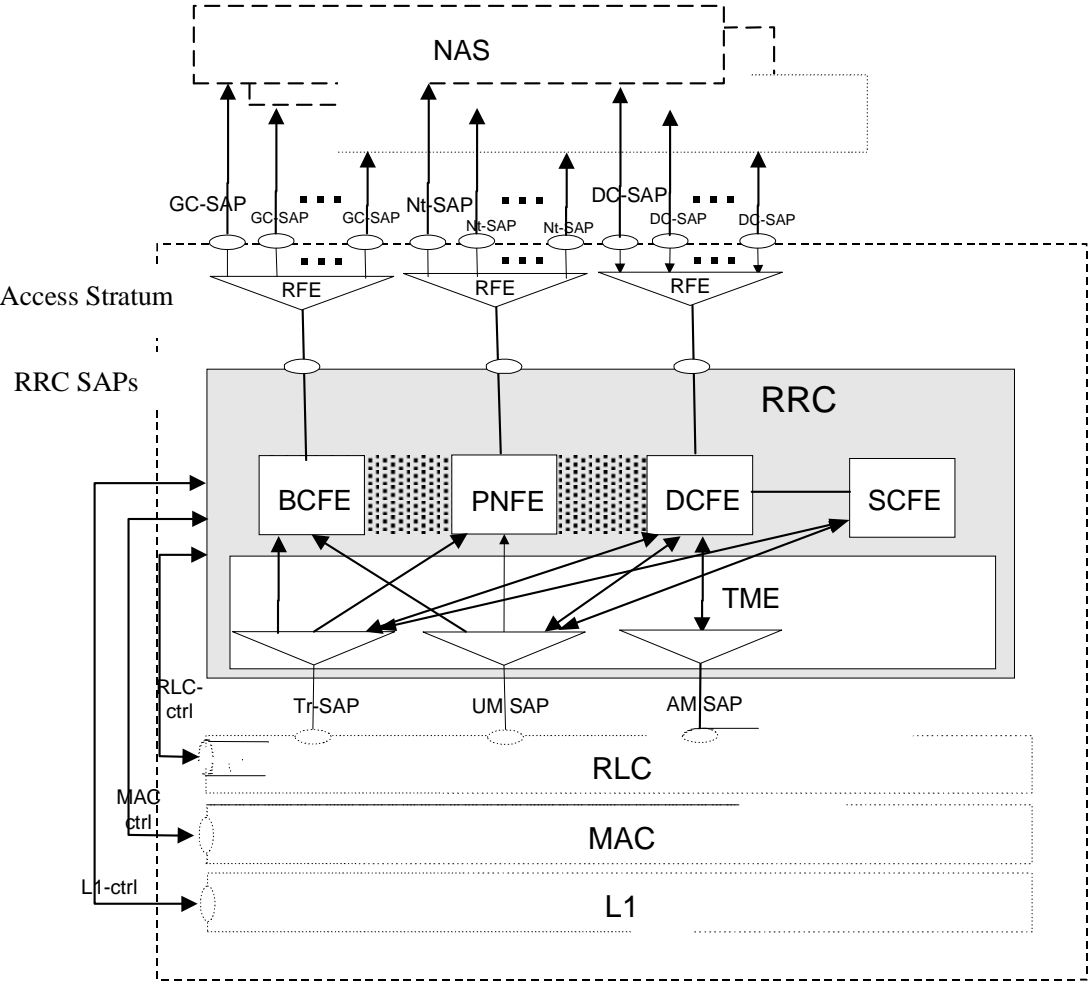 NAS
GC-SAP
GC-SAP
GC-SAP
Nt-SAP
Nt-SAP
Nt-SAP
DC-SAP
DC-SAP
DC-SAP
RFE
RFE
RFE
Access Stratum
RRC SAPs
RRC
BCFE
PNFE
DCFE
SCFE
TME
RLC-
ctrl
Tr-SAP
UM SAP
AM SAP
RLC
MAC
ctrl
MAC
L1-ctrl
L1